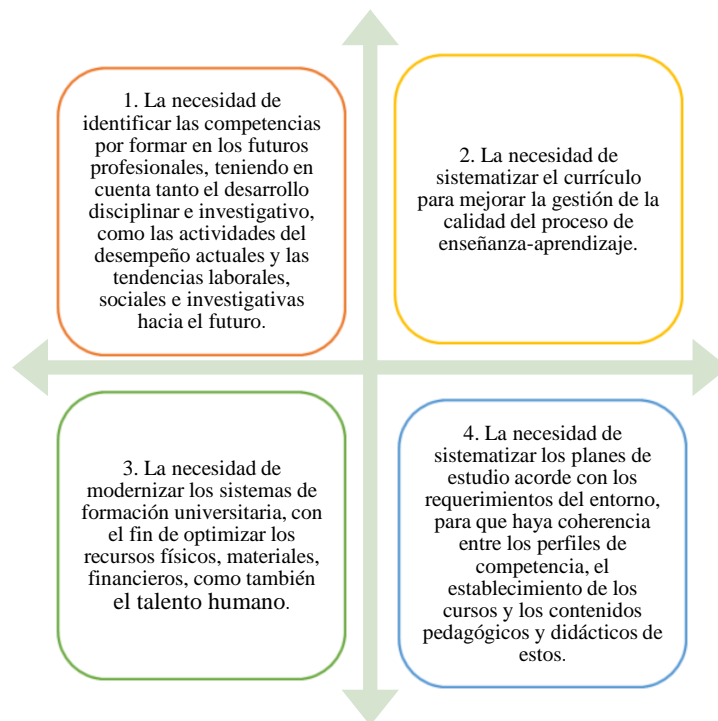 1. La necesidad de
identificar las competencias
por formar en los futuros
profesionales, teniendo en
cuenta tanto el desarrollo
disciplinar e investigativo,
como las actividades del
desempeño actuales y las
tendencias laborales,
sociales e investigativas
hacia el futuro.
2. La necesidad de
sistematizar el currículo
para mejorar la gestión de la
calidad del proceso de
enseñanza-aprendizaje.
3. La necesidad de
modernizar los sistemas de
formación universitaria, con
el fin de optimizar los
recursos físicos, materiales,
financieros, como también
el talento humano.
4. La necesidad de
sistematizar los planes de
estudio acorde con los
requerimientos del entorno,
para que haya coherencia
entre los perfiles de
competencia, el
establecimiento de los
cursos y los contenidos
pedagógicos y didácticos de
estos.